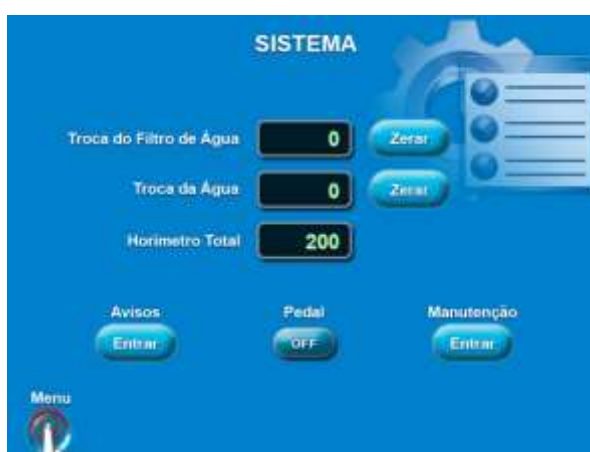 SISTEMA
Troca do Filtro de Água 0 Zerar
Troca da Água 0 Zerar
Horimetro Total 200
Avisos Pedal Manutenção
Entrar OFF Entrar
Menu